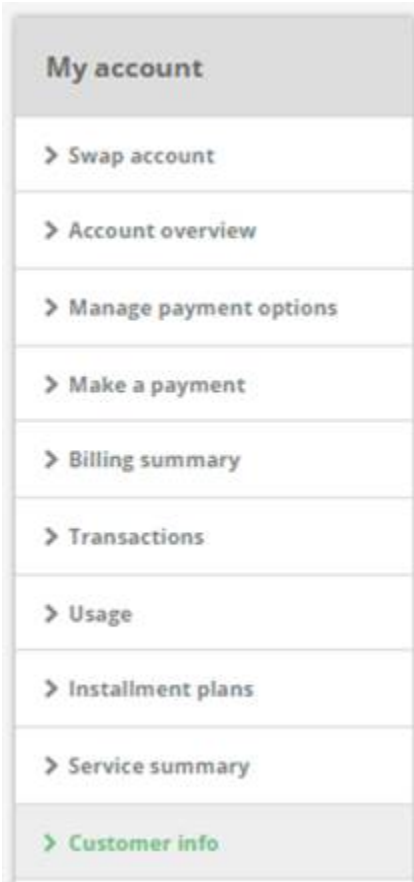 My account
Swap account
Account overview
Manage payment options
Make a payment
Billing summary
Transactions
Usage
Installment plans
Service summary
Customer info